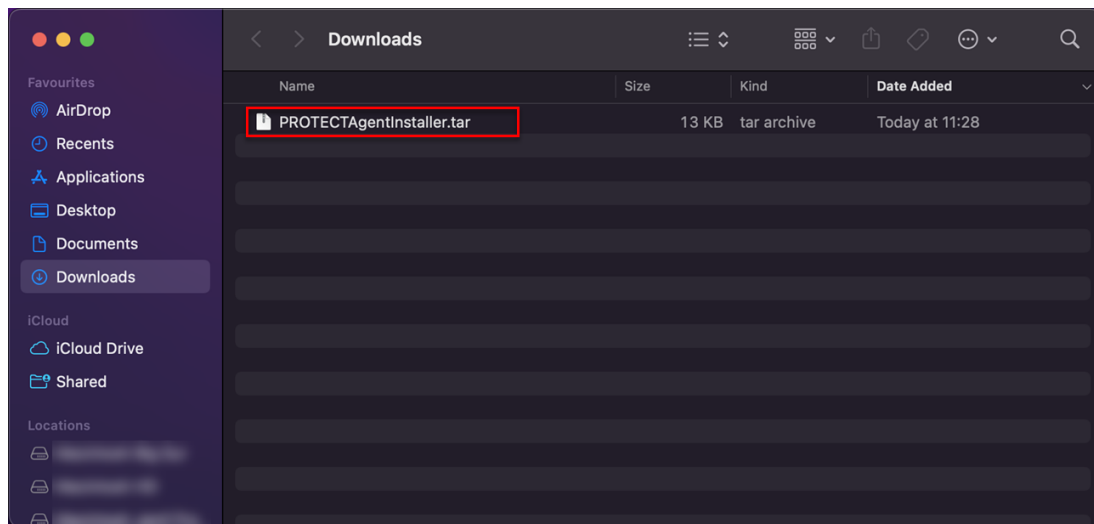 Downloads
Favourites
AirDrop
Recents
Applications
Desktop
Documents
Downloads
iCloud
iCloud Drive
Shared
Locations
Name Size Kind Date Added
PROTECTAgentInstaller.tar 13 KB tar archive Today at 11:28